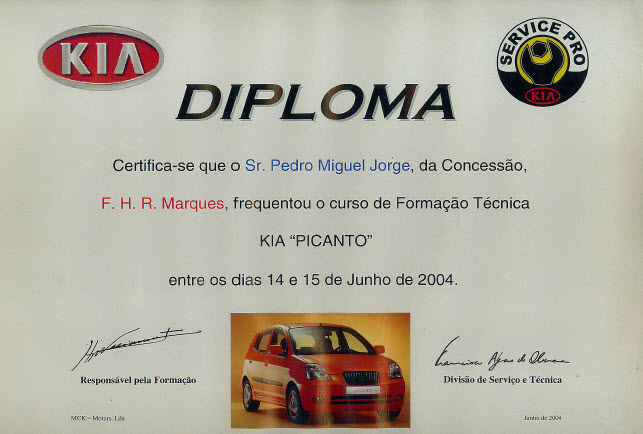 KIA
SERVICE PRO
KIA
DIPLOMA
Certifica-se que o Sr. Pedro Miguel Jorge, da Concessão,
F. H. R. Marques, frequentou o curso de Formação Técnica
KIA “PICANTO”
entre os dias 14 e 15 de Junho de 2004.
Responsável pela Formação
Divisão de Serviço e Técnica
MCK – Motors, Lda
Junho de 2004